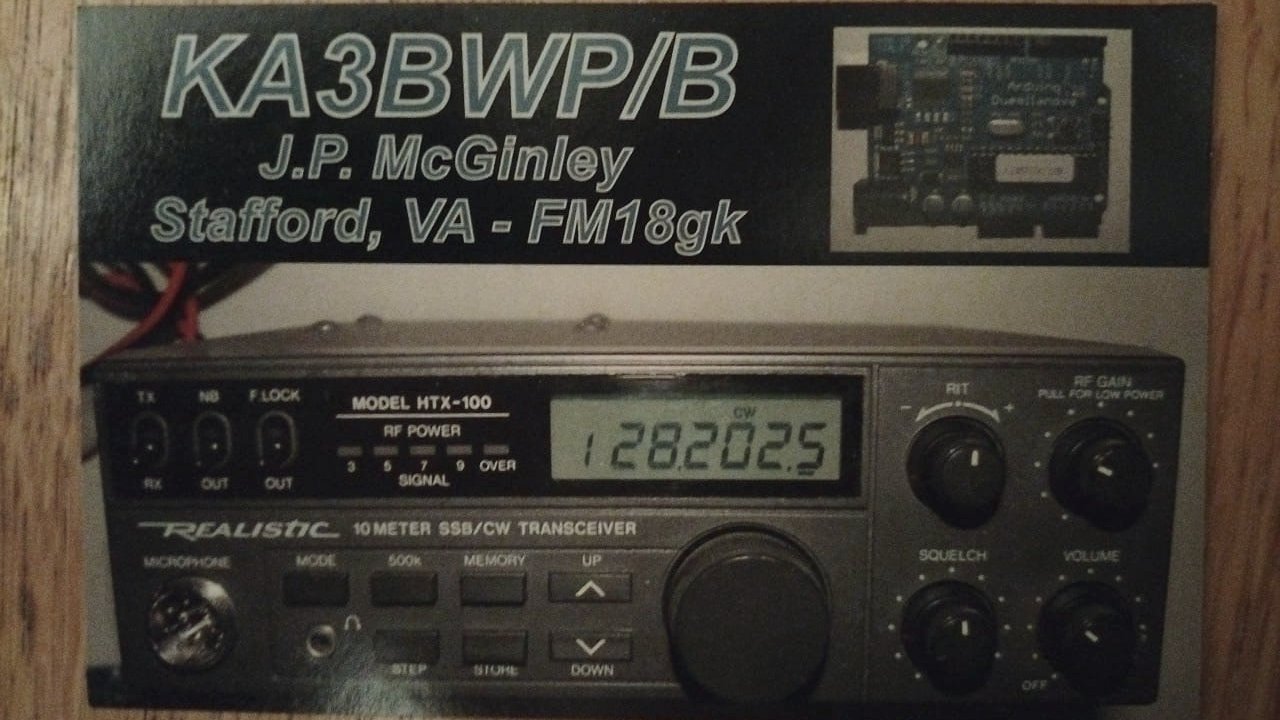 KA3BWP/B
J.P. McGinley
Stafford, VA - FM18gk
Arduino
Duemilanove
TX NB F.LOCK
RX OUT OUT
MODEL HTX-100
RF POWER
3 5 7 9 OVER
SIGNAL
CW
1 28.202.5
RIT
- +
RF GAIN
PULL FOR LOW POWER
REALISTIC 10 METER SSB/CW TRANSCEIVER
MICROPHONE MODE 500k MEMORY UP
STEP STORE DOWN
SQUELCH VOLUME
OFF